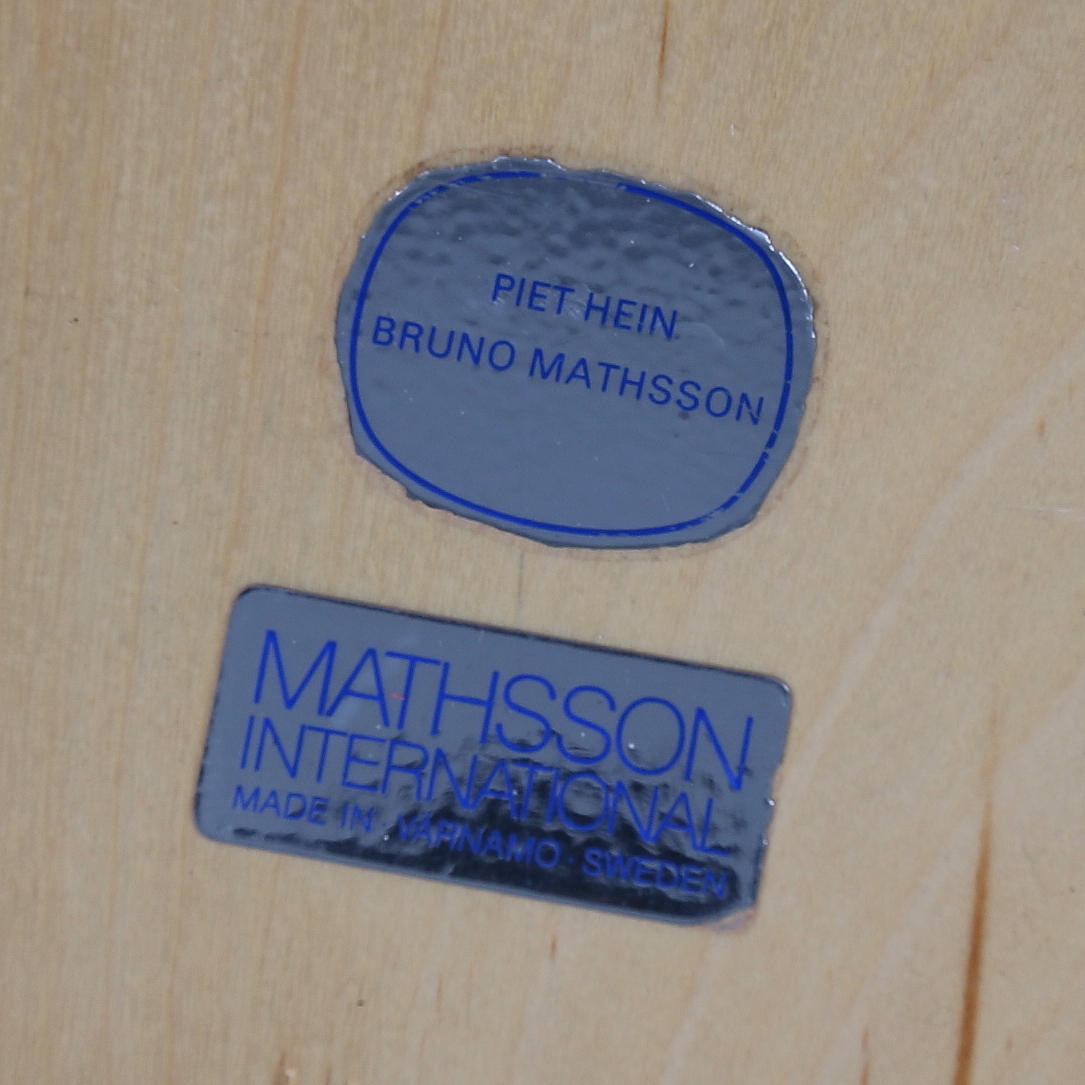 PIET HEIN
BRUNO MATHSSON
MATHSSON
INTERNATIONAL
MADE IN VÄRNAMO · SWEDEN